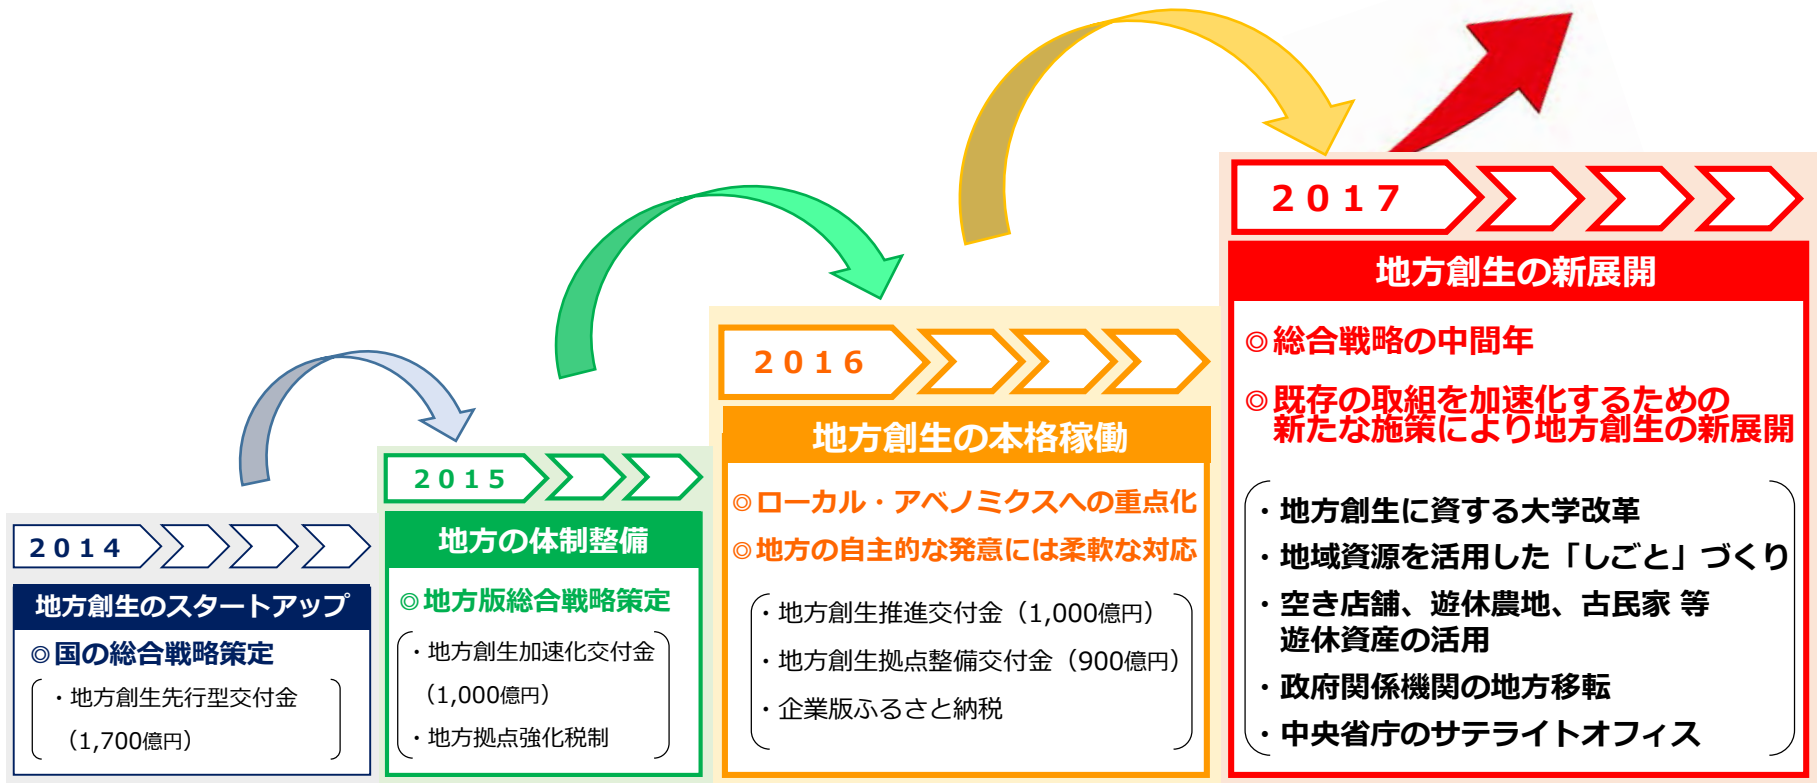 2014
地方創生のスタートアップ
◎国の総合戦略策定
・地方創生先行型交付金
（1,700億円）
2015
地方の体制整備
◎地方版総合戦略策定
・地方創生加速化交付金
（1,000億円）
・地方拠点強化税制
2016
地方創生の本格稼働
◎ローカル・アベノミクスへの重点化
◎地方の自主的な発意には柔軟な対応
・地方創生推進交付金（1,000億円）
・地方創生拠点整備交付金（900億円）
・企業版ふるさと納税
2017
地方創生の新展開
◎総合戦略の中間年
◎既存の取組を加速化するための
新たな施策により地方創生の新展開
・地方創生に資する大学改革
・地域資源を活用した「しごと」づくり
・空き店舗、遊休農地、古民家 等
遊休資産の活用
・政府関係機関の地方移転
・中央省庁のサテライトオフィス